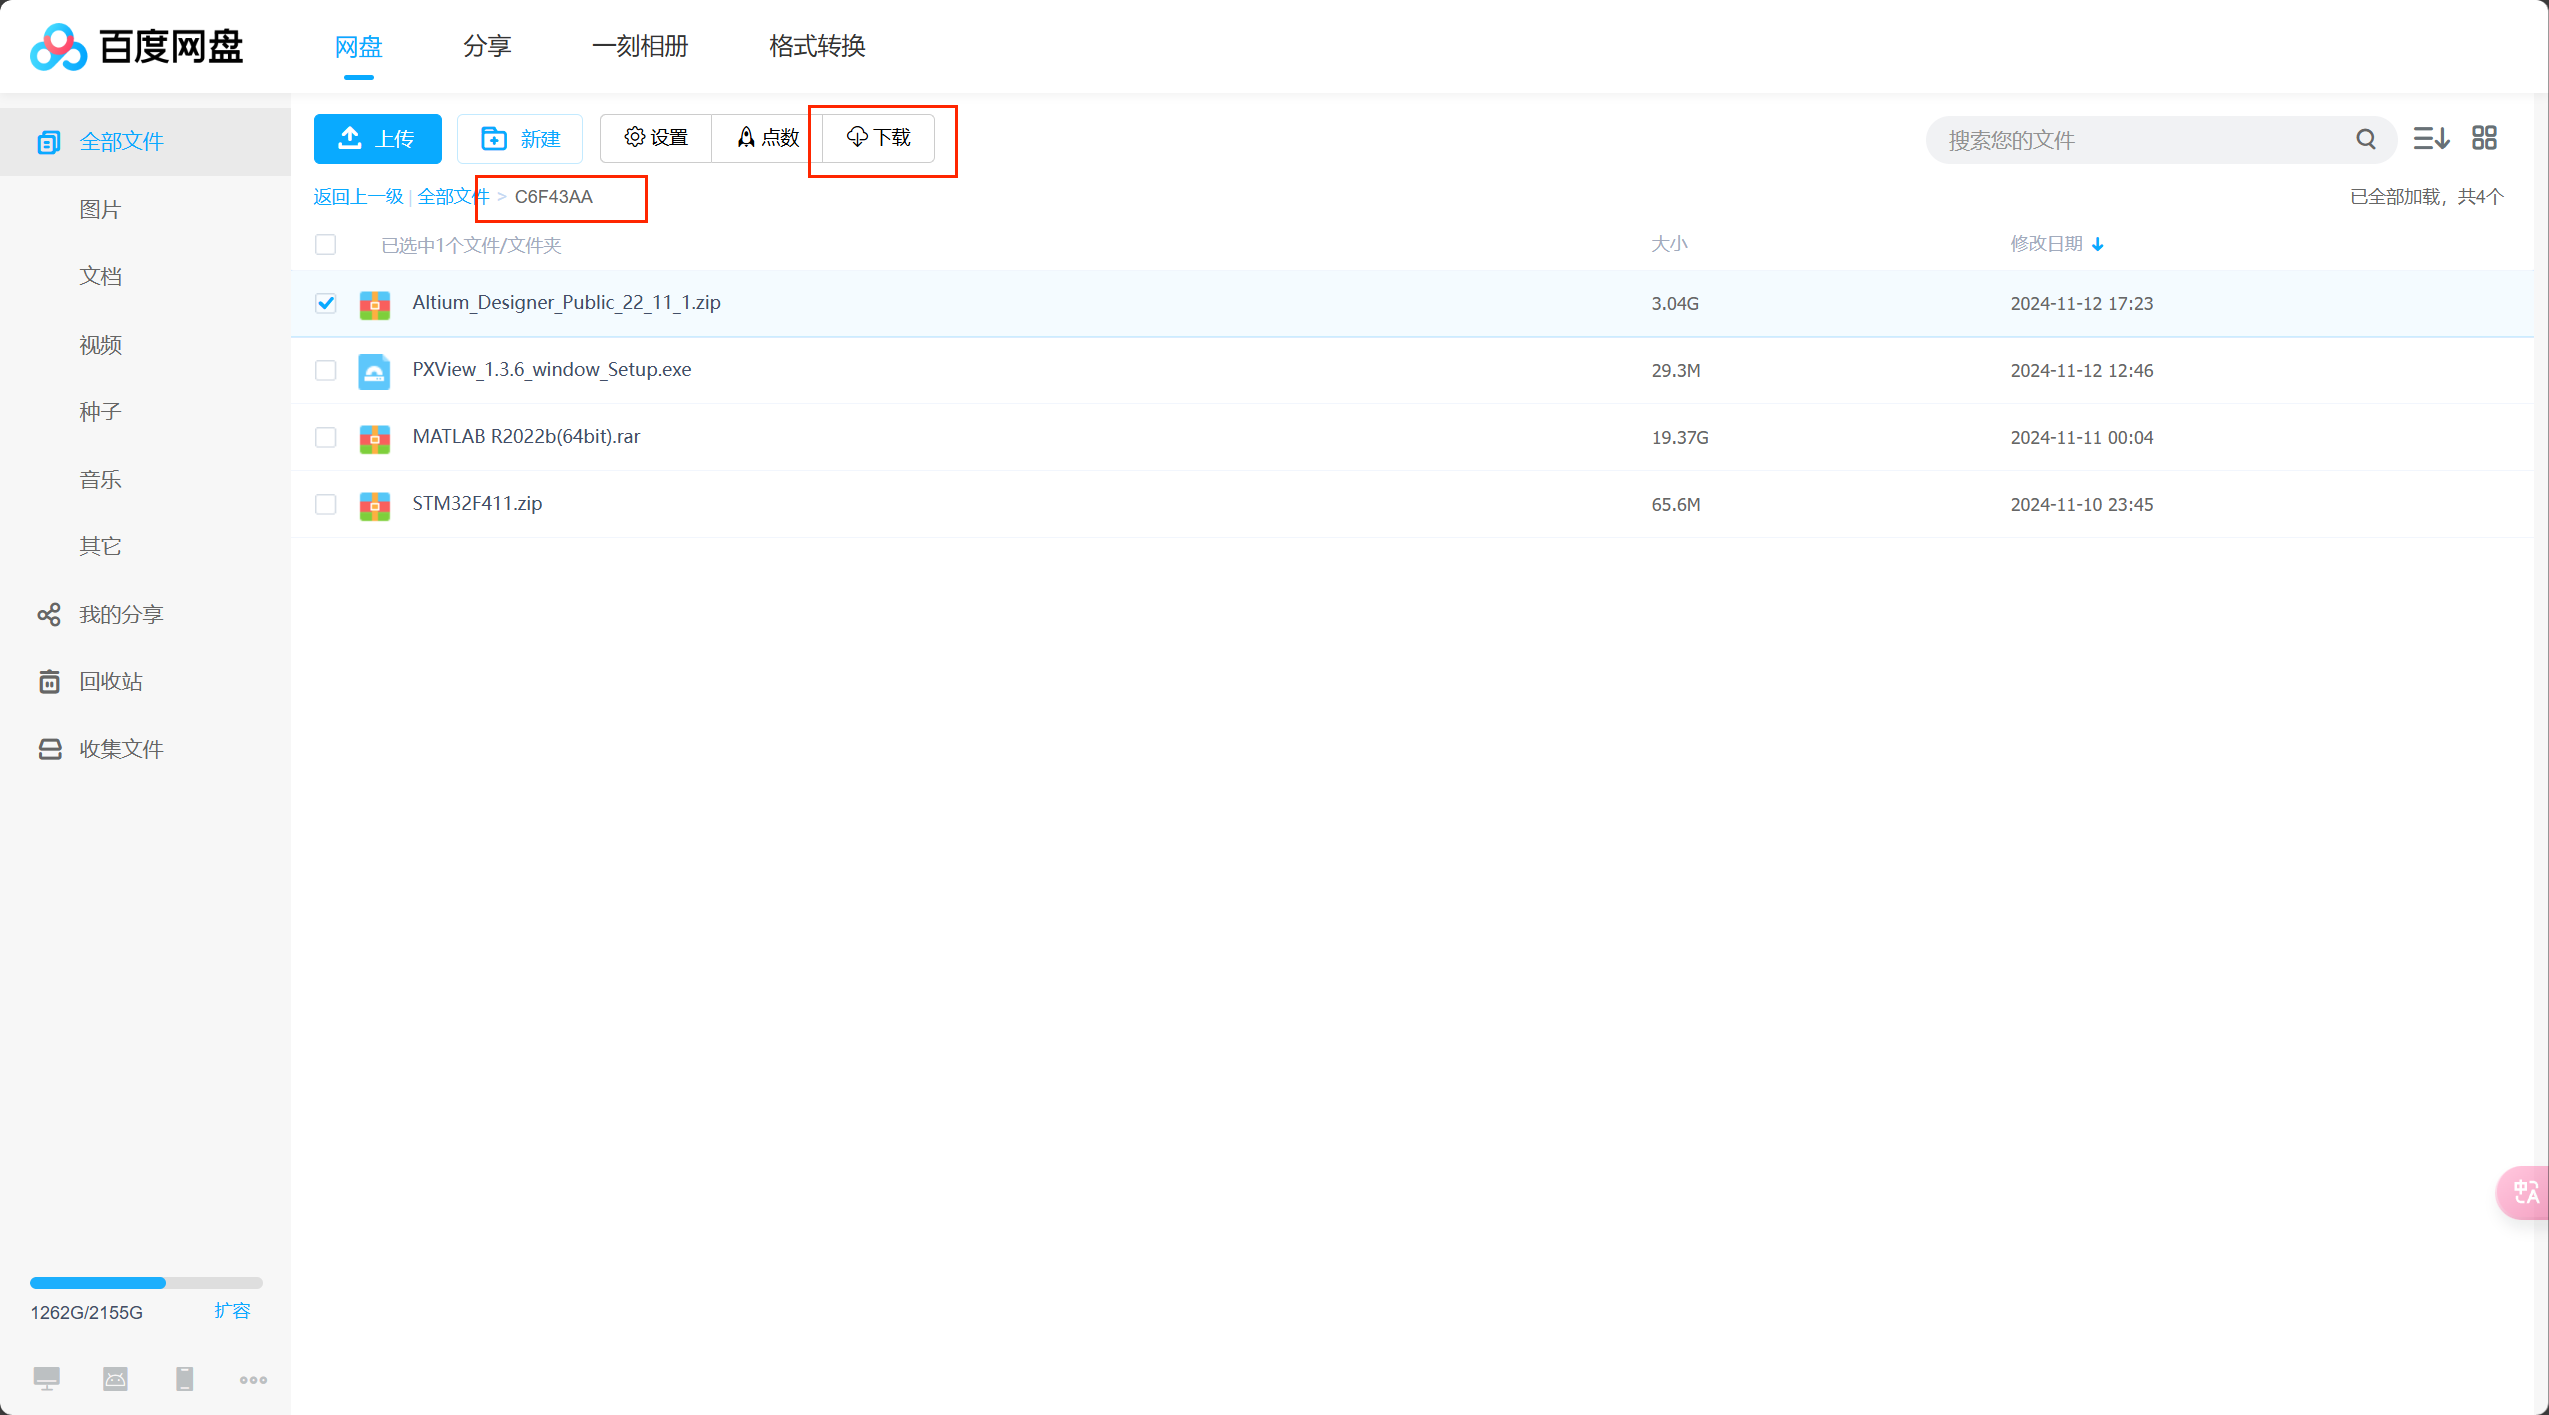 百度网盘
网盘 分享 一刻相册 格式转换
全部文件
图片
文档
视频
种子
音乐
其它
我的分享
回收站
收集文件
1262G/2155G 扩容
上传 新建 设置 点数 下载
搜索您的文件
返回上一级 | 全部文件 > C6F43AA
已全部加载，共4个
已选中1个文件/文件夹 大小 修改日期
Altium_Designer_Public_22_11_1.zip 3.04G 2024-11-12 17:23
PXView_1.3.6_window_Setup.exe 29.3M 2024-11-12 12:46
MATLAB R2022b(64bit).rar 19.37G 2024-11-11 00:04
STM32F411.zip 65.6M 2024-11-10 23:45
中A